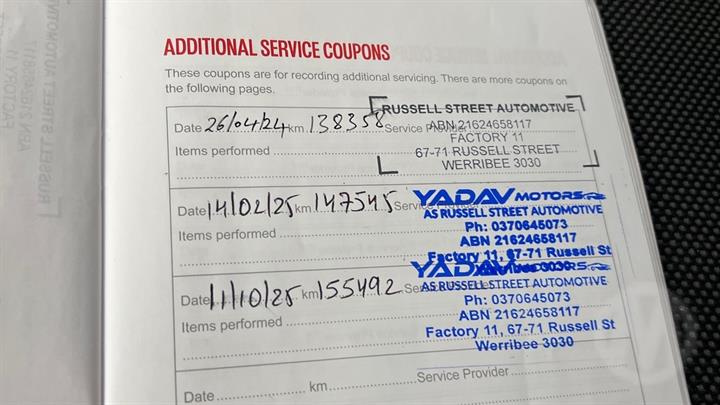 ADDITIONAL SERVICE COUPONS
These coupons are for recording additional servicing. There are more coupons on
the following pages.
RUSSELL STREET AUTOMOTIVE
Date 26/04/24 km 138358 Service Provider
ABN 21624658117
FACTORY 11
Items performed
67-71 RUSSELL STREET
WERRIBEE 3030
YADAV MOTORS
Date 14/02/25 km 147545 Servi
AS RUSSELL STREET AUTOMOTIVE
Ph: 0370645073
Items performed
ABN 21624658117
Factory 11, 67-71 Russell St
Werribee 3030
YADAV MOTORS
Date 11/10/25 km 155492 Se
AS RUSSELL STREET AUTOMOTIVE
Ph: 0370645073
Items performed
ABN 21624658117
Factory 11, 67-71 Russell St
Werribee 3030
Date km Service Provider